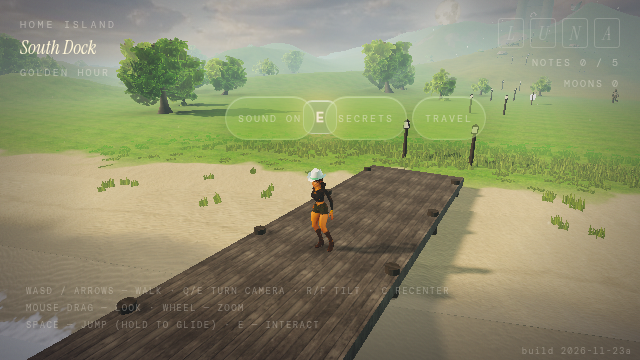 HOME ISLAND
South Dock
GOLDEN HOUR
LUNA
NOTES 0 / 5
MOONS 0
SOUND ON E SECRETS TRAVEL
WASD / ARROWS — WALK · Q/E TURN CAMERA · R/F TILT · C RECENTER
MOUSE-DRAG — LOOK · WHEEL — ZOOM
SPACE — JUMP (HOLD TO GLIDE) · E — INTERACT
build 2026-11-23a